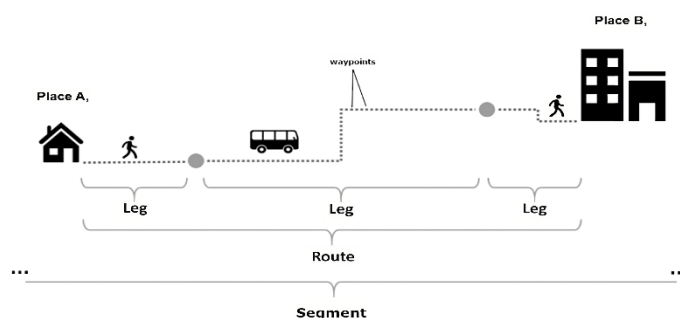 Place B,
waypoints
Place A,
Leg
Leg
Leg
Route
...
..
Segment